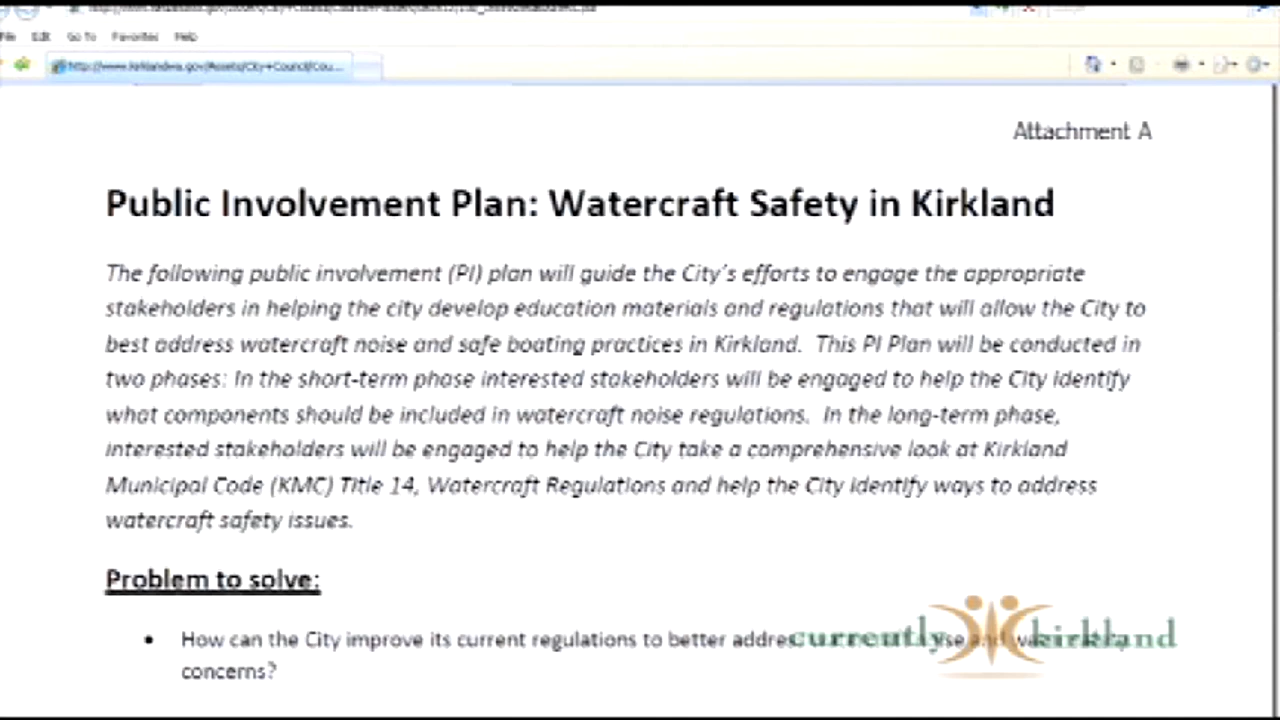 Edit Go To Favorites Help
Attachment A
Public Involvement Plan: Watercraft Safety in Kirkland
The following public involvement (PI) plan will guide the City's efforts to engage the appropriate
stakeholders in helping the city develop education materials and regulations that will allow the City to
best address watercraft noise and safe boating practices in Kirkland. This PI Plan will be conducted in
two phases: In the short-term phase interested stakeholders will be engaged to help the City identify
what components should be included in watercraft noise regulations. In the long-term phase,
interested stakeholders will be engaged to help the City take a comprehensive look at Kirkland
Municipal Code (KMC) Title 14, Watercraft Regulations and help the City identify ways to address
watercraft safety issues.
Problem to solve:
• How can the City improve its current regulations to better
concerns?
currently kirkland